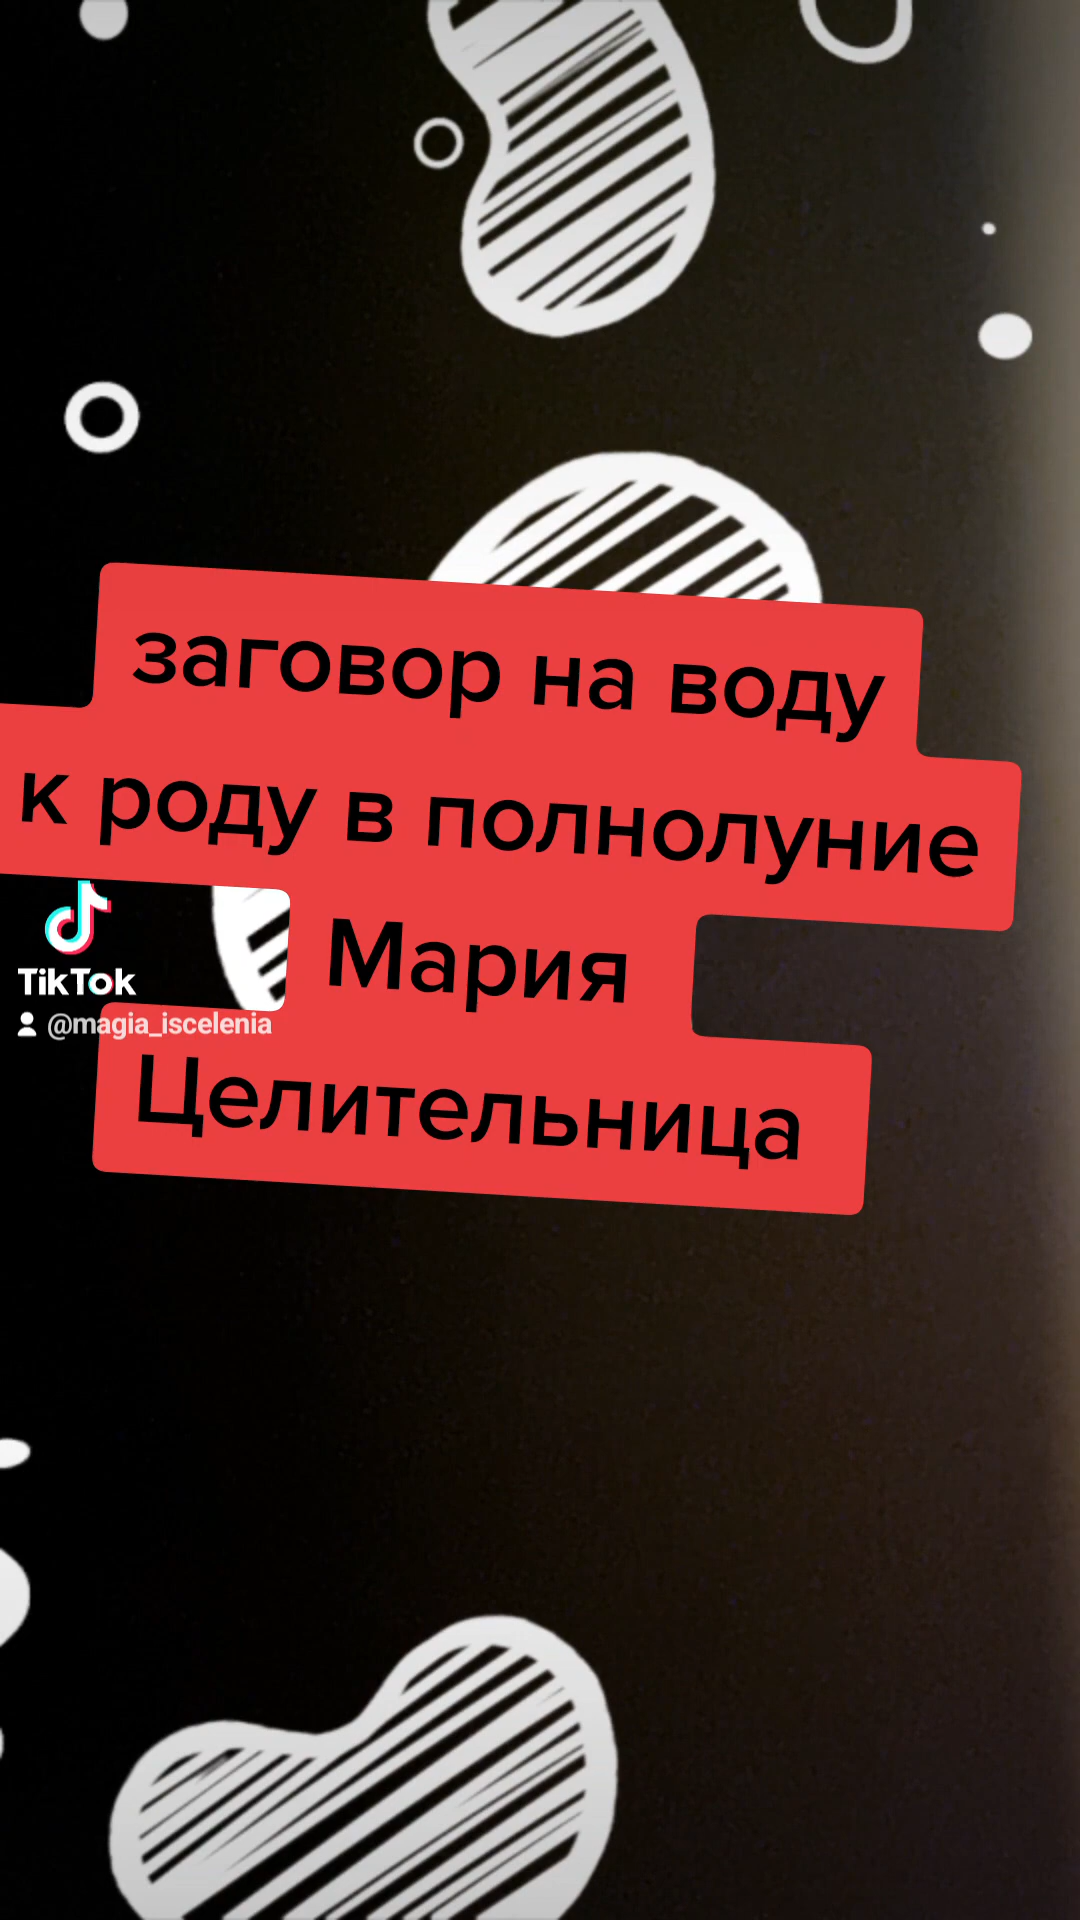 заговор на воду
к роду в полнолуние
Мария
Целительница
TikTok
@magia_iscelenia